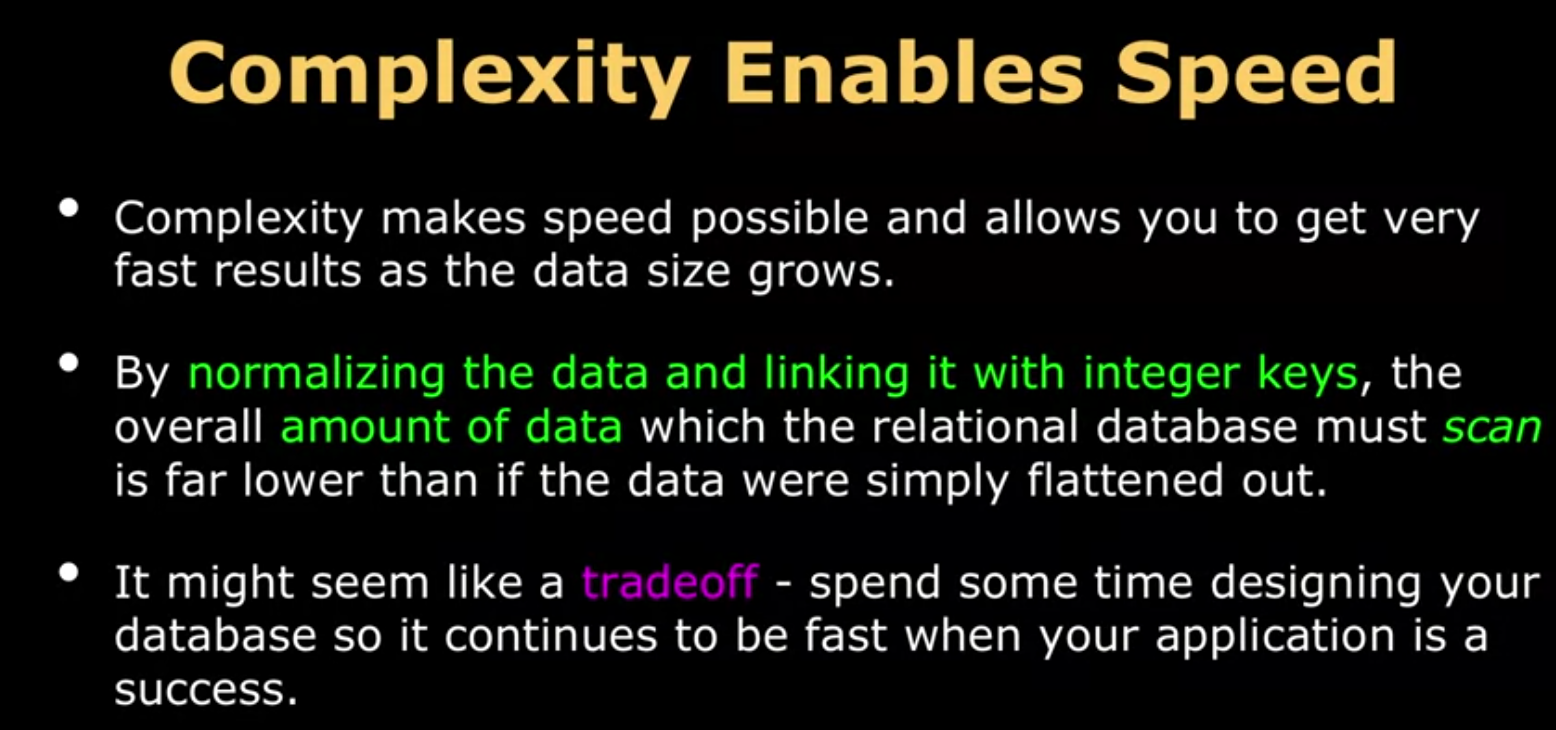 Complexity Enables Speed
• Complexity makes speed possible and allows you to get very
fast results as the data size grows.
• By normalizing the data and linking it with integer keys, the
overall amount of data which the relational database must scan
is far lower than if the data were simply flattened out.
• It might seem like a tradeoff - spend some time designing your
database so it continues to be fast when your application is a
success.